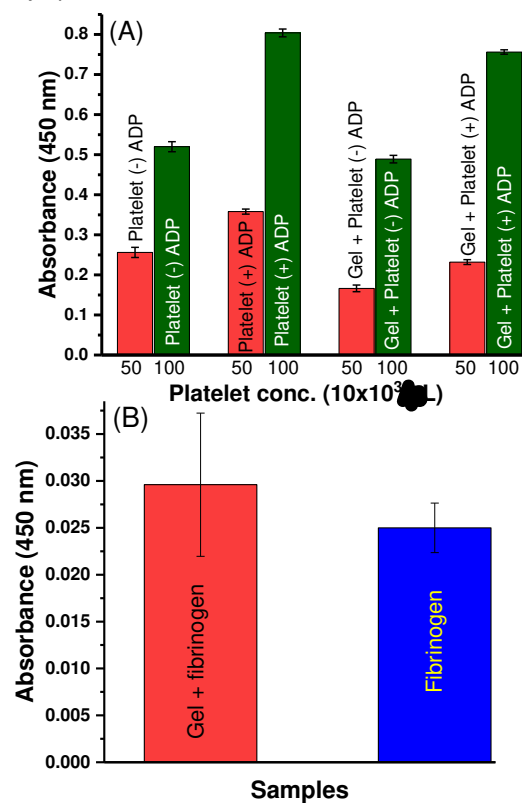 (A)
Absorbance (450 nm)
0.8
0.7
0.6
0.5
0.4
0.3
0.2
0.1
0.0
Platelet (-) ADP
Platelet (-) ADP
Platelet (+) ADP
Platelet (+) ADP
Gel + Platelet (-) ADP
Gel + Platelet (-) ADP
Gel + Platelet (+) ADP
Gel + Platelet (+) ADP
50 100 50 100 50 100 50 100
Platelet conc. (10x10³ L)
(B)
Absorbance (450 nm)
0.035
0.030
0.025
0.020
0.015
0.010
0.005
0.000
Gel + fibrinogen
Fibrinogen
Samples